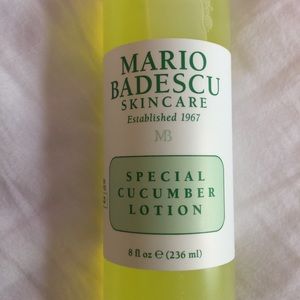 MARIO
BADESCU
SKINCARE
Established 1967
MB
SPECIAL
CUCUMBER
LOTION
8 fl oz ℮ (236 ml)